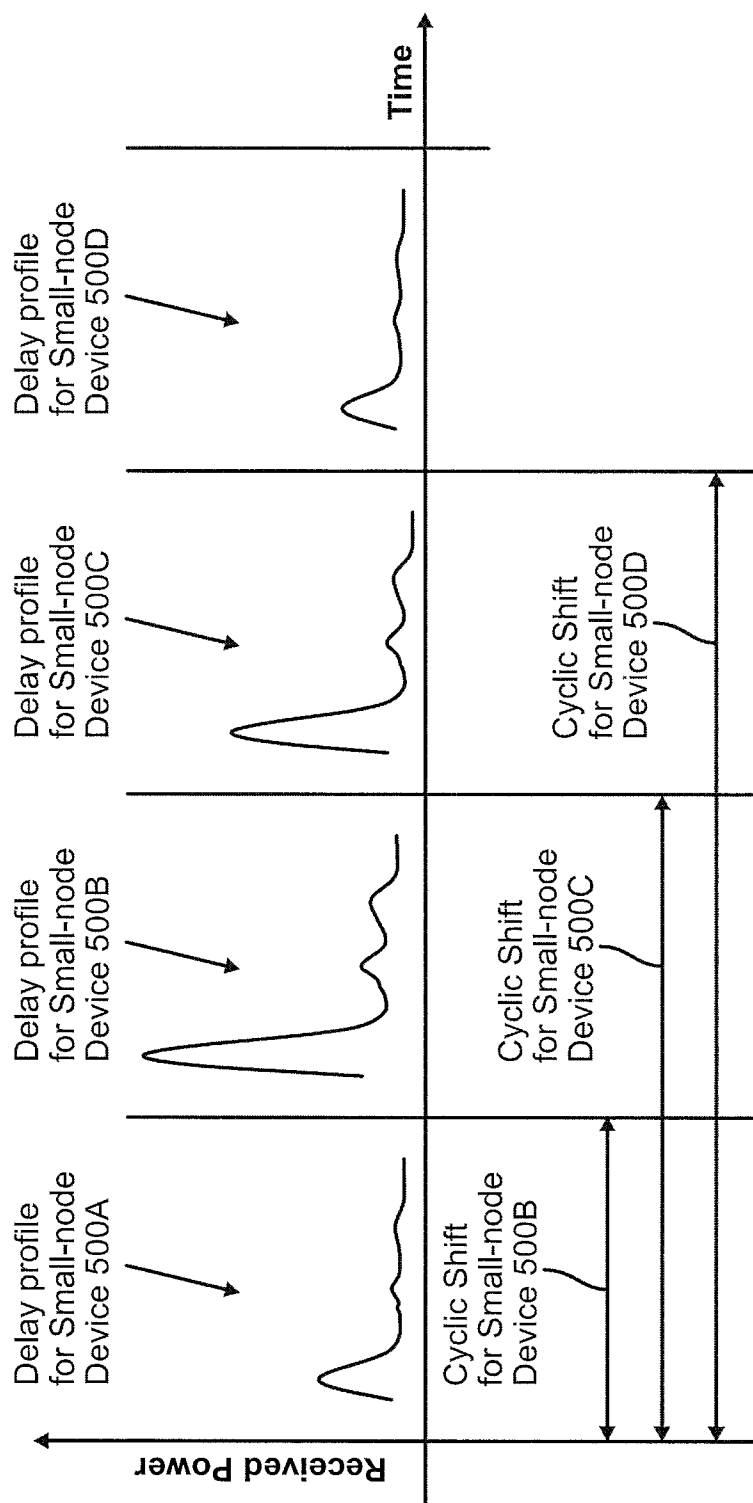 Received Power
Delay profile
for Small-node
Device 500A
Delay profile
for Small-node
Device 500B
Delay profile
for Small-node
Device 500C
Delay profile
for Small-node
Device 500D
Time
Cyclic Shift
for Small-node
Device 500B
Cyclic Shift
for Small-node
Device 500C
Cyclic Shift
for Small-node
Device 500D